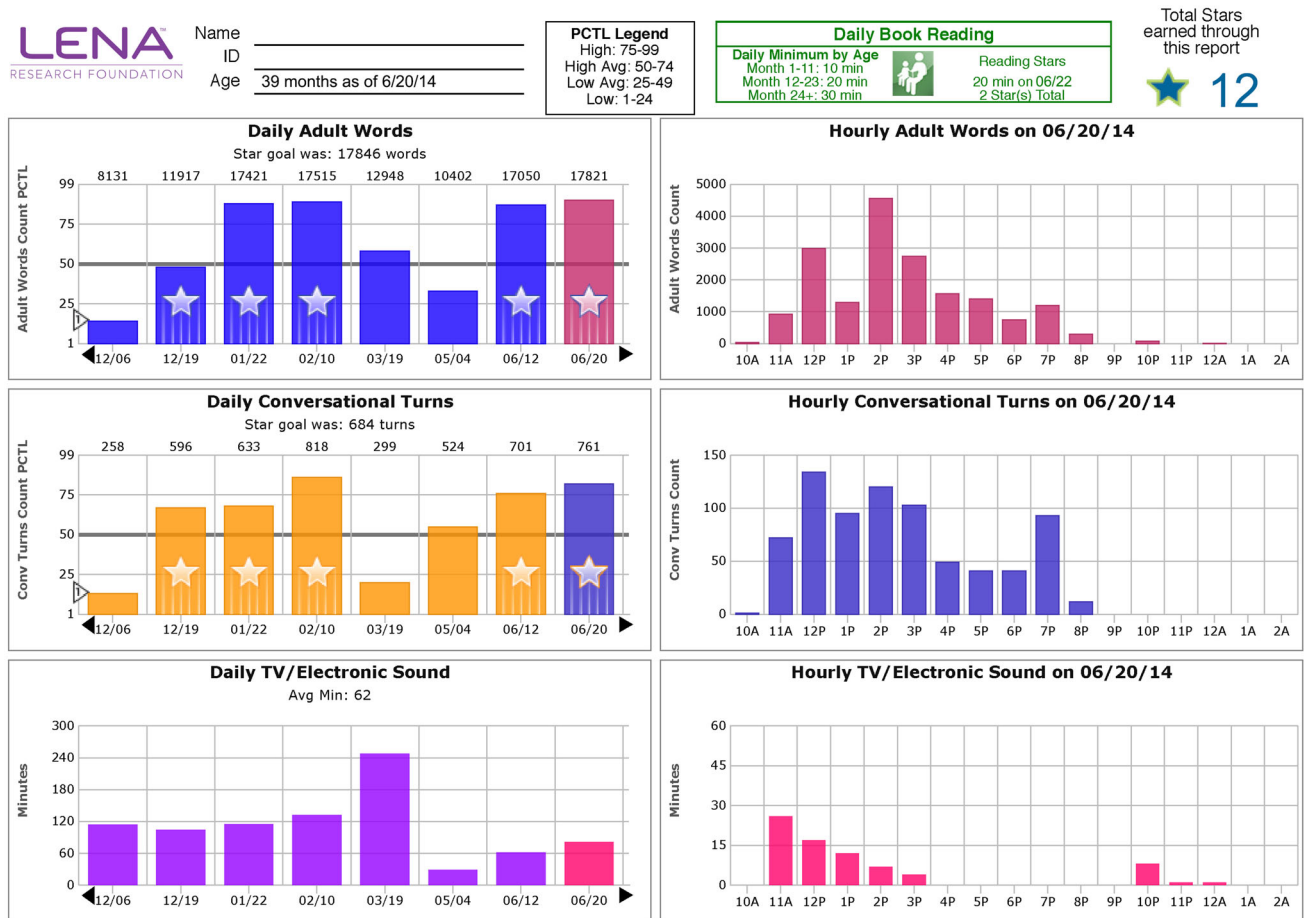 LENA™
RESEARCH FOUNDATION
Name
ID
Age 39 months as of 6/20/14
PCTL Legend
High: 75-99
High Avg: 50-74
Low Avg: 25-49
Low: 1-24
Daily Book Reading
Daily Minimum by Age
Month 1-11: 10 min
Month 12-23: 20 min
Month 24+: 30 min
Reading Stars
20 min on 06/22
2 Star(s) Total
Total Stars
earned through
this report
12
Daily Adult Words
Star goal was: 17846 words
8131 11917 17421 17515 12948 10402 17050 17821
Adult Words Count PCTL
99
75
50
25
1
1
12/06 12/19 01/22 02/10 03/19 05/04 06/12 06/20
Hourly Adult Words on 06/20/14
Adult Words Count
5000
4000
3000
2000
1000
0
10A 11A 12P 1P 2P 3P 4P 5P 6P 7P 8P 9P 10P 11P 12A 1A 2A
Daily Conversational Turns
Star goal was: 684 turns
258 596 633 818 299 524 701 761
Conv Turns Count PCTL
99
75
50
25
1
1
12/06 12/19 01/22 02/10 03/19 05/04 06/12 06/20
Hourly Conversational Turns on 06/20/14
Conv Turns Count
150
100
50
0
10A 11A 12P 1P 2P 3P 4P 5P 6P 7P 8P 9P 10P 11P 12A 1A 2A
Daily TV/Electronic Sound
Avg Min: 62
Minutes
300
240
180
120
60
0
12/06 12/19 01/22 02/10 03/19 05/04 06/12 06/20
Hourly TV/Electronic Sound on 06/20/14
Minutes
60
45
30
15
0
10A 11A 12P 1P 2P 3P 4P 5P 6P 7P 8P 9P 10P 11P 12A 1A 2A